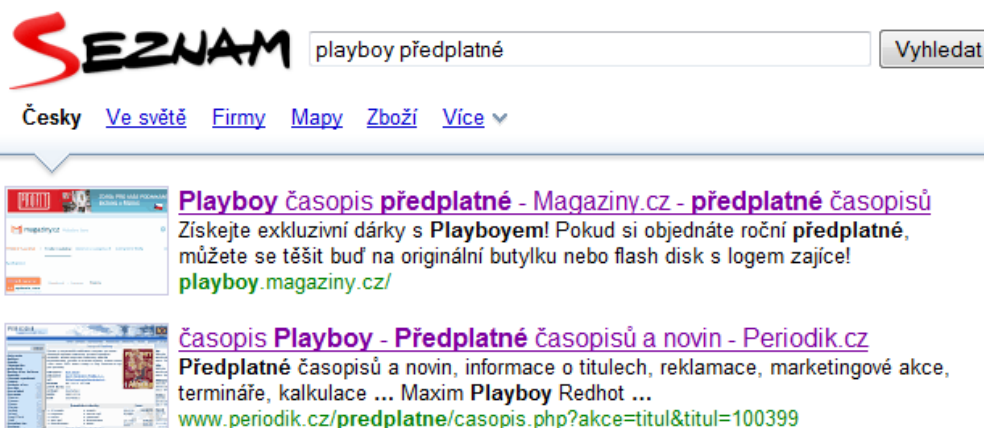 SEZNAM playboy předplatné Vyhledat
Česky Ve světě Firmy Mapy Zboží Více
Playboy časopis předplatné - Magaziny.cz - předplatné časopisů
Získejte exkluzivní dárky s Playboyem! Pokud si objednáte roční předplatné,
můžete se těšit buď na originální butylku nebo flash disk s logem zajíce!
playboy.magaziny.cz/
časopis Playboy - Předplatné časopisů a novin - Periodik.cz
Předplatné časopisů a novin, informace o titulech, reklamace, marketingové akce,
termináře, kalkulace ... Maxim Playboy Redhot ...
www.periodik.cz/predplatne/casopis.php?akce=titul&titul=100399